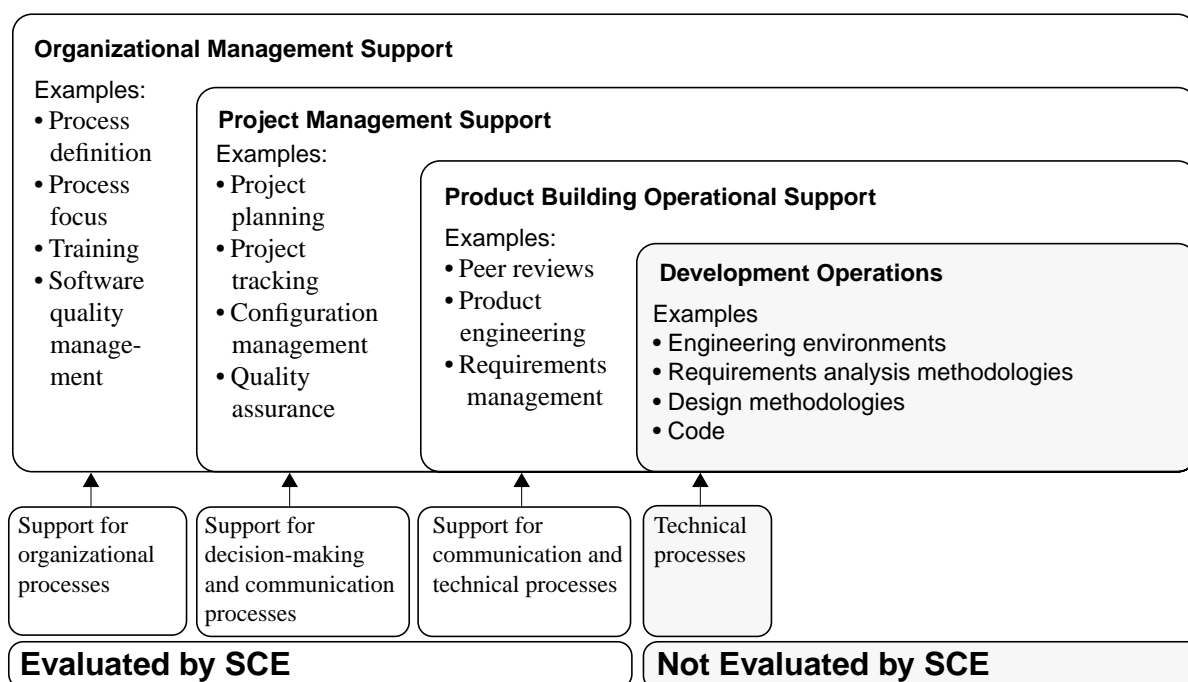 Organizational Management Support
Examples:
• Process
definition
• Process
focus
• Training
• Software
quality
manage-
ment
Project Management Support
Examples:
• Project
planning
• Project
tracking
• Configuration
management
• Quality
assurance
Product Building Operational Support
Examples:
• Peer reviews
• Product
engineering
• Requirements
management
Development Operations
Examples
• Engineering environments
• Requirements analysis methodologies
• Design methodologies
• Code
Support for
organizational
processes
Support for
decision-making
and communication
processes
Support for
communication and
technical processes
Technical
processes
Evaluated by SCE
Not Evaluated by SCE